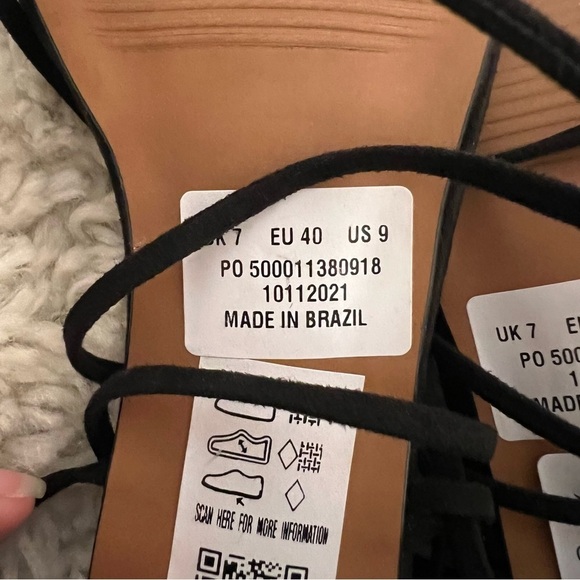 UK 7 EU 40 US 9
PO 500011380918
10112021
MADE IN BRAZIL
SCAN HERE FOR MORE INFORMATION
UK 7
PO 500
1
MADE